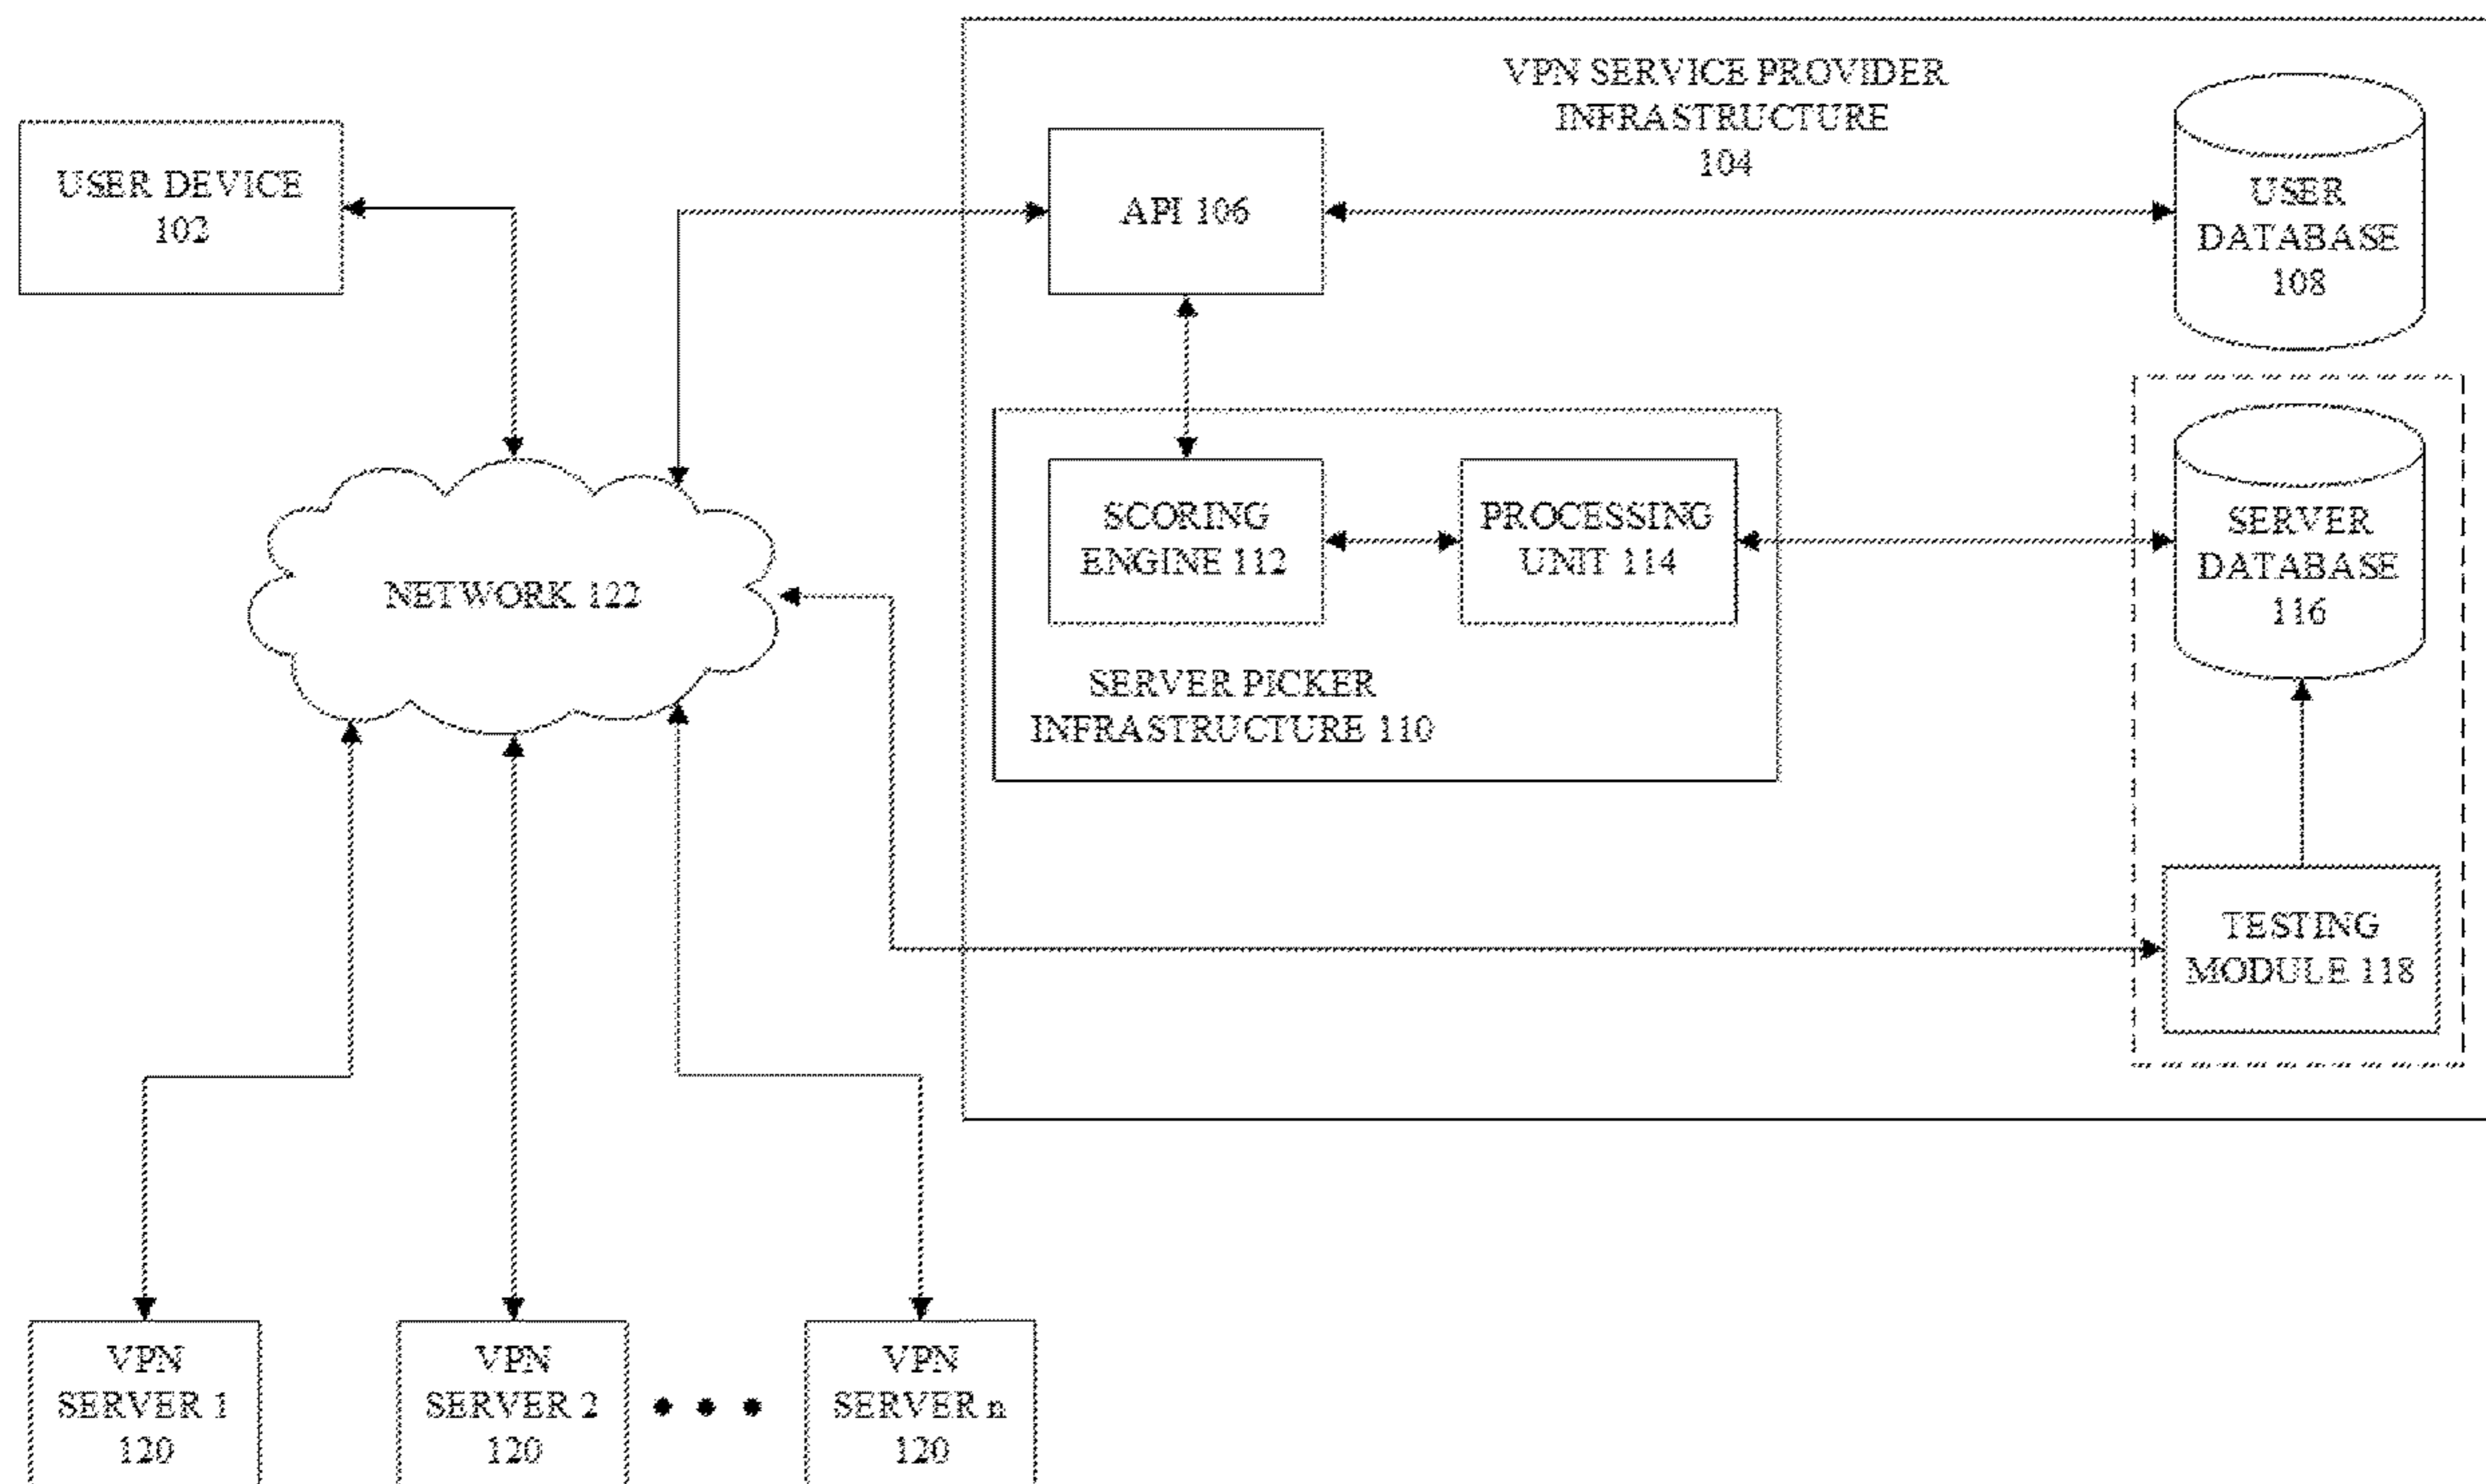 VPN SERVICE PROVIDER
INFRASTRUCTURE
104
USER DEVICE
102
API 106
USER
DATABASE
108
SCORING
ENGINE 112
PROCESSING
UNIT 114
SERVER
DATABASE
116
NETWORK 122
SERVER PICKER
INFRASTRUCTURE 110
TESTING
MODULE 118
VPN
SERVER 1
120
VPN
SERVER 2
120
VPN
SERVER n
120